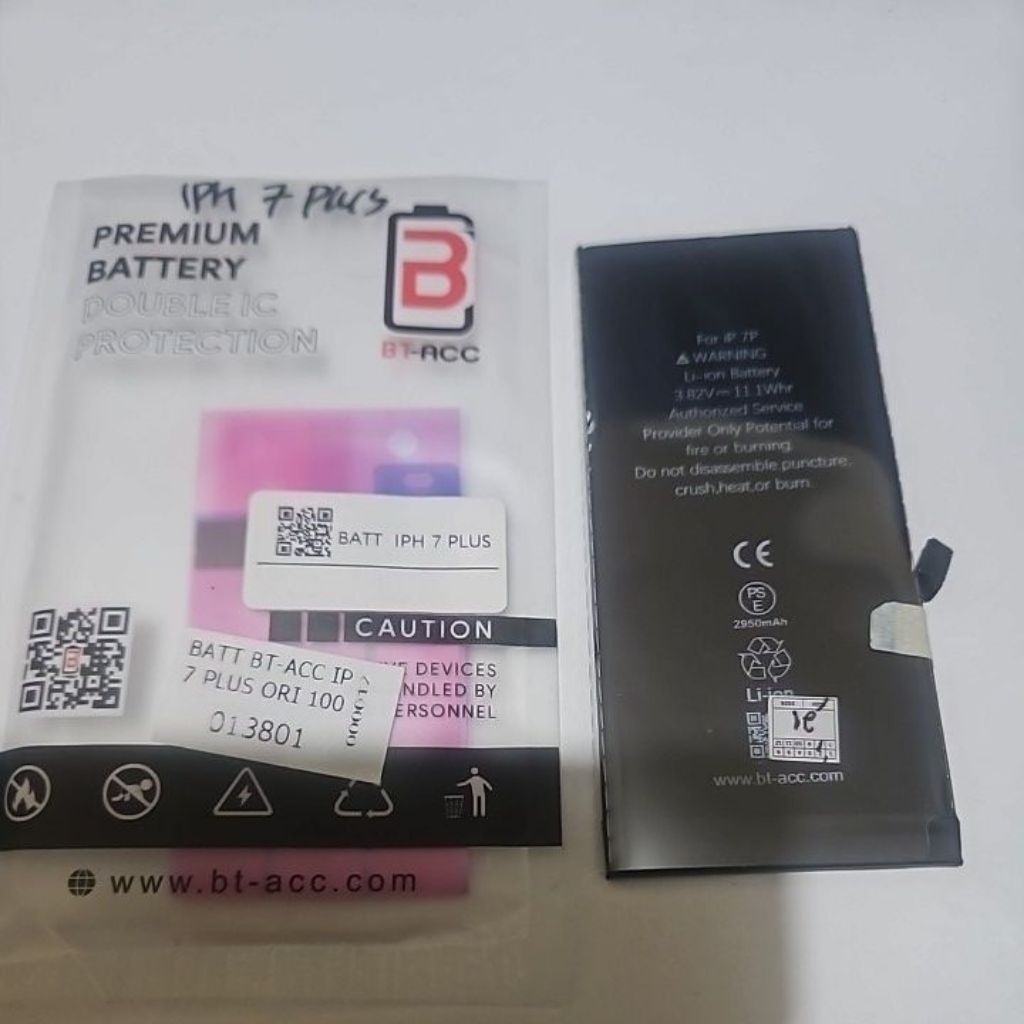 IPH 7 Plus
PREMIUM
BATTERY
DOUBLE IC
PROTECTION
B
BT-ACC
BATT IPH 7 PLUS
CAUTION
DEVICES
NDLED BY
ERSONNEL
BATT BT-ACC IP
7 PLUS ORI 100
013801
www.bt-acc.com
For iP 7P
WARNING
Li-ion Battery
3.82V 11.1Whr
Authorized Service
Provider Only Potential for
fire or burning.
Do not disassemble,puncture,
crush,heat,or burn.
CE
PS
E
2950mAh
Li-ion
www.bt-acc.com